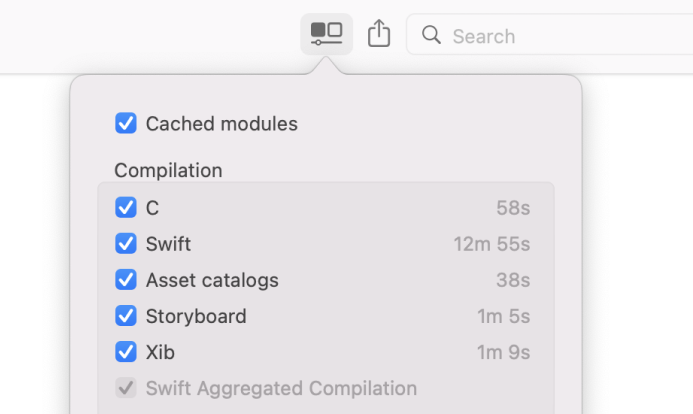 Search
Cached modules
Compilation
C 58s
Swift 12m 55s
Asset catalogs 38s
Storyboard 1m 5s
Xib 1m 9s
Swift Aggregated Compilation